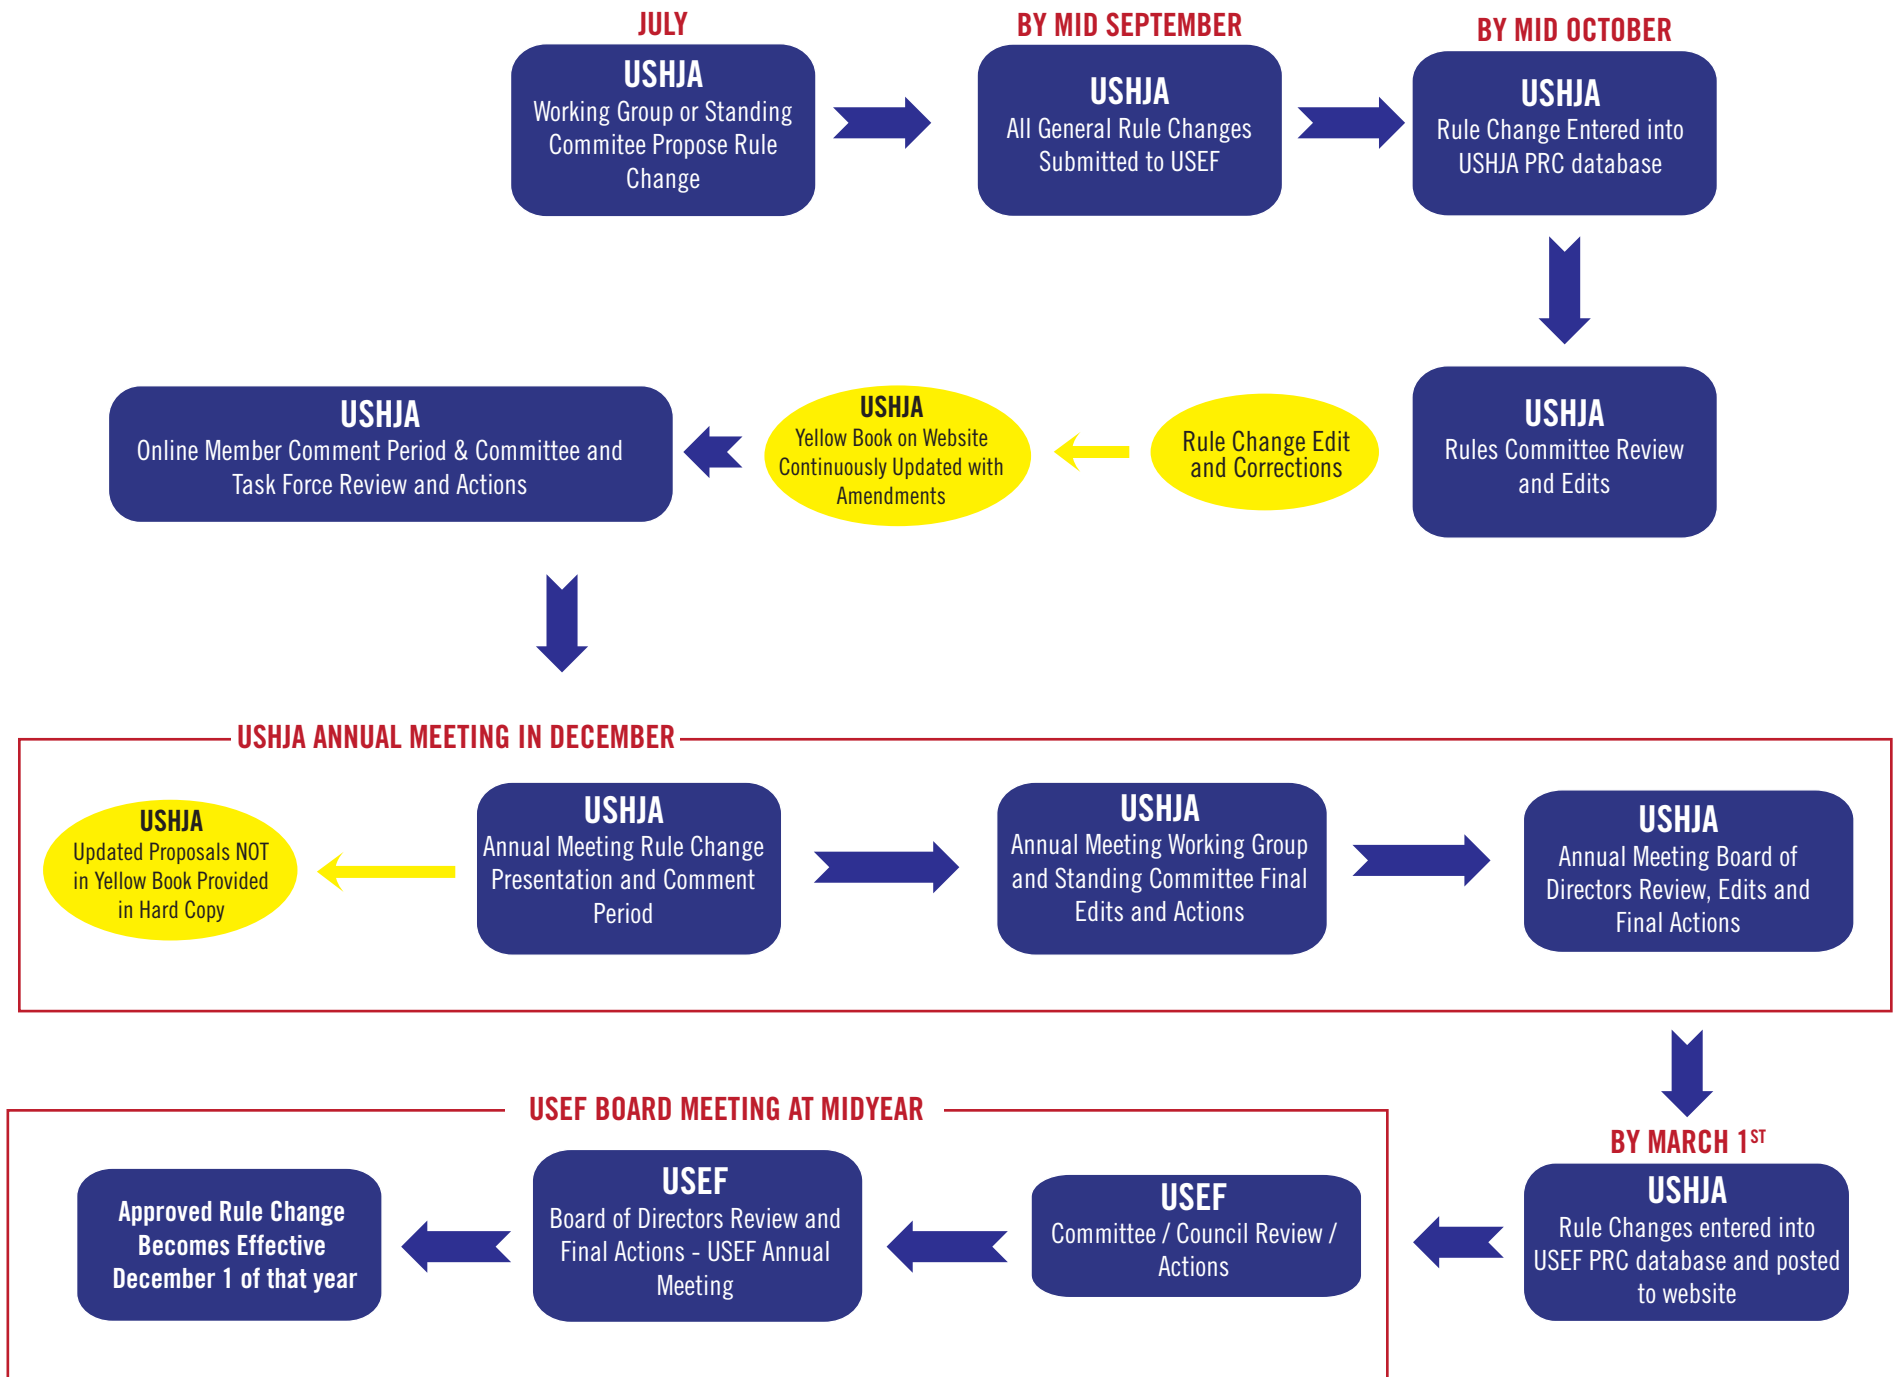 JULY
USHJA
Working Group or Standing
Commitee Propose Rule
Change
BY MID SEPTEMBER
USHJA
All General Rule Changes
Submitted to USEF
BY MID OCTOBER
USHJA
Rule Change Entered into
USHJA PRC database
USHJA
Rules Committee Review
and Edits
Rule Change Edit
and Corrections
USHJA
Yellow Book on Website
Continuously Updated with
Amendments
USHJA
Online Member Comment Period & Committee and
Task Force Review and Actions
USHJA ANNUAL MEETING IN DECEMBER
USHJA
Updated Proposals NOT
in Yellow Book Provided
in Hard Copy
USHJA
Annual Meeting Rule Change
Presentation and Comment
Period
USHJA
Annual Meeting Working Group
and Standing Committee Final
Edits and Actions
USHJA
Annual Meeting Board of
Directors Review, Edits and
Final Actions
BY MARCH 1ST
USHJA
Rule Changes entered into
USEF PRC database and posted
to website
USEF BOARD MEETING AT MIDYEAR
USEF
Committee / Council Review /
Actions
USEF
Board of Directors Review and
Final Actions - USEF Annual
Meeting
Approved Rule Change
Becomes Effective
December 1 of that year